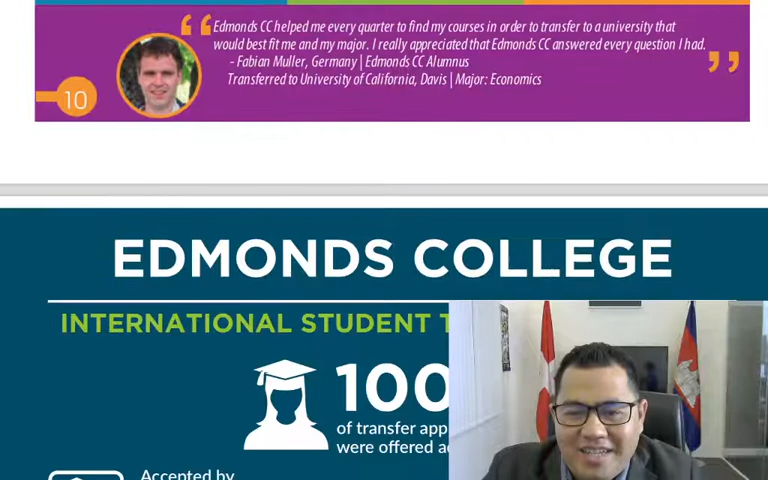 Edmonds CC helped me every quarter to find my courses in order to transfer to a university that
would best fit me and my major. I really appreciated that Edmonds CC answered every question I had.
- Fabian Muller, Germany | Edmonds CC Alumnus
Transferred to University of California, Davis | Major: Economics
10
EDMONDS COLLEGE
INTERNATIONAL STUDENT
100
of transfer app
were offered
Accepted by